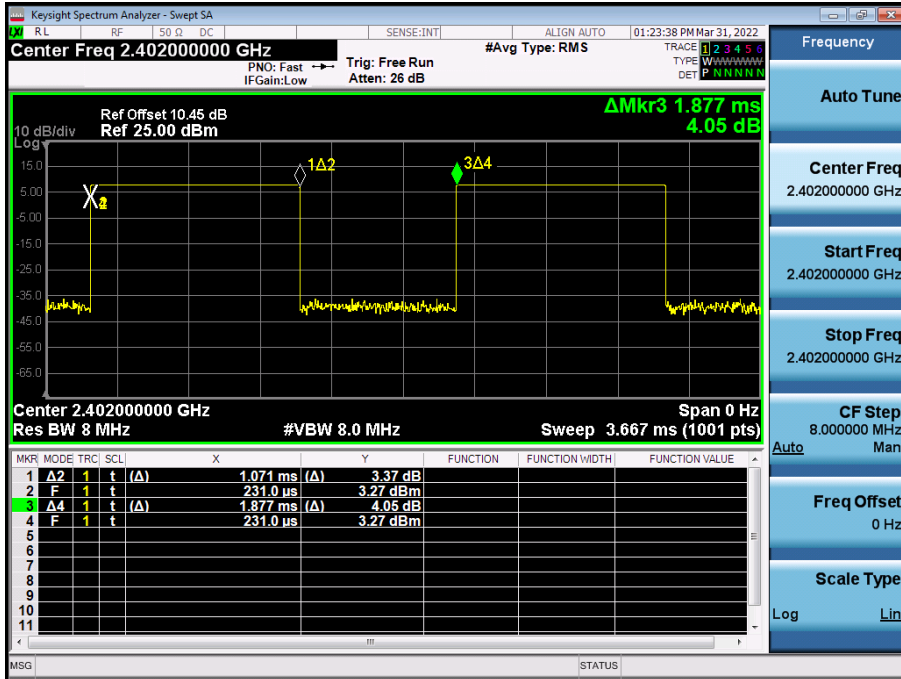 Keysight Spectrum Analyzer - Swept SA
LXI RL RF 50 Ω DC SENSE:INT ALIGN AUTO 01:23:38 PM Mar 31, 2022
Center Freq 2.402000000 GHz #Avg Type: RMS TRACE 1 2 3 4 5 6
PNO: Fast Trig: Free Run TYPE WWWWWW
IFGain:Low Atten: 26 dB DET P N N N N N
ΔMkr3 1.877 ms
4.05 dB
Ref Offset 10.45 dB
10 dB/div Ref 25.00 dBm
Log
15.0
1Δ2
3Δ4
5.00
-5.00
-15.0
-25.0
-35.0
-45.0
-55.0
-65.0
Center 2.402000000 GHz Span 0 Hz
Res BW 8 MHz #VBW 8.0 MHz Sweep 3.667 ms (1001 pts)
MKR MODE TRC SCL X Y FUNCTION FUNCTION WIDTH FUNCTION VALUE
1 Δ2 1 t (Δ) 1.071 ms (Δ) 3.37 dB
2 F 1 t 231.0 µs 3.27 dBm
3 Δ4 1 t (Δ) 1.877 ms (Δ) 4.05 dB
4 F 1 t 231.0 µs 3.27 dBm
5
6
7
8
9
10
11
MSG STATUS
Frequency
Auto Tune
Center Freq
2.402000000 GHz
Start Freq
2.402000000 GHz
Stop Freq
2.402000000 GHz
CF Step
8.000000 MHz
Auto Man
Freq Offset
0 Hz
Scale Type
Log Lin